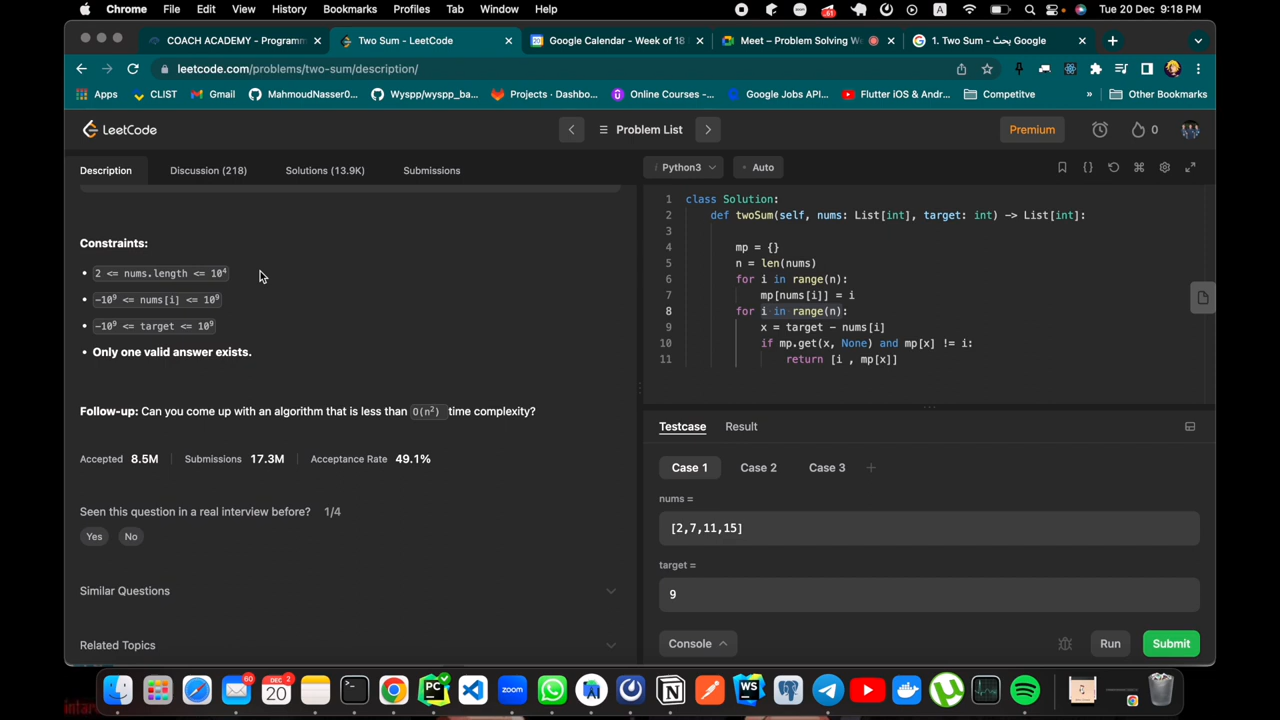 Chrome File Edit View History Bookmarks Profiles Tab Window Help 61 A Tue 20 Dec 9:18 PM
COACH ACADEMY - Programm Two Sum - LeetCode Google Calendar - Week of 18 Meet – Problem Solving We 1. Two Sum - بحث Google
leetcode.com/problems/two-sum/description/
Apps CLIST Gmail MahmoudNasser0... Wyspp/wyspp_ba... Projects · Dashbo... Online Courses -... Google Jobs API... Flutter iOS & Andr... Competitve » Other Bookmarks
LeetCode Problem List Premium 0
Description Discussion (218) Solutions (13.9K) Submissions
Constraints:
• 2 <= nums.length <= 10⁴
• -10⁹ <= nums[i] <= 10⁹
• -10⁹ <= target <= 10⁹
• Only one valid answer exists.
Follow-up: Can you come up with an algorithm that is less than O(n²) time complexity?
Accepted 8.5M Submissions 17.3M Acceptance Rate 49.1%
Seen this question in a real interview before? 1/4
Yes No
Similar Questions
Related Topics
i Python3 • Auto
1 class Solution:
2 def twoSum(self, nums: List[int], target: int) -> List[int]:
3
4 mp = {}
5 n = len(nums)
6 for i in range(n):
7 mp[nums[i]] = i
8 for i in range(n):
9 x = target - nums[i]
10 if mp.get(x, None) and mp[x] != i:
11 return [i , mp[x]]
Testcase Result
Case 1 Case 2 Case 3 +
nums =
[2,7,11,15]
target =
9
Console Run Submit
60 DEC 2 20 PC zoom WS